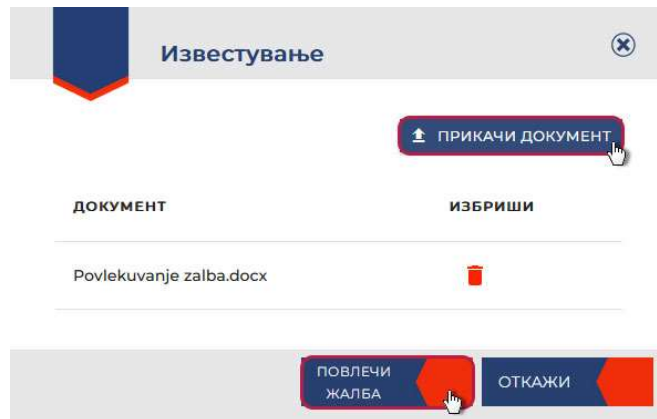 Известување
ПРИКАЧИ ДОКУМЕНТ
ДОКУМЕНТ ИЗБРИШИ
Povlekuvanje zalba.docx
ПОВЛЕЧИ
ЖАЛБА
ОТКАЖИ